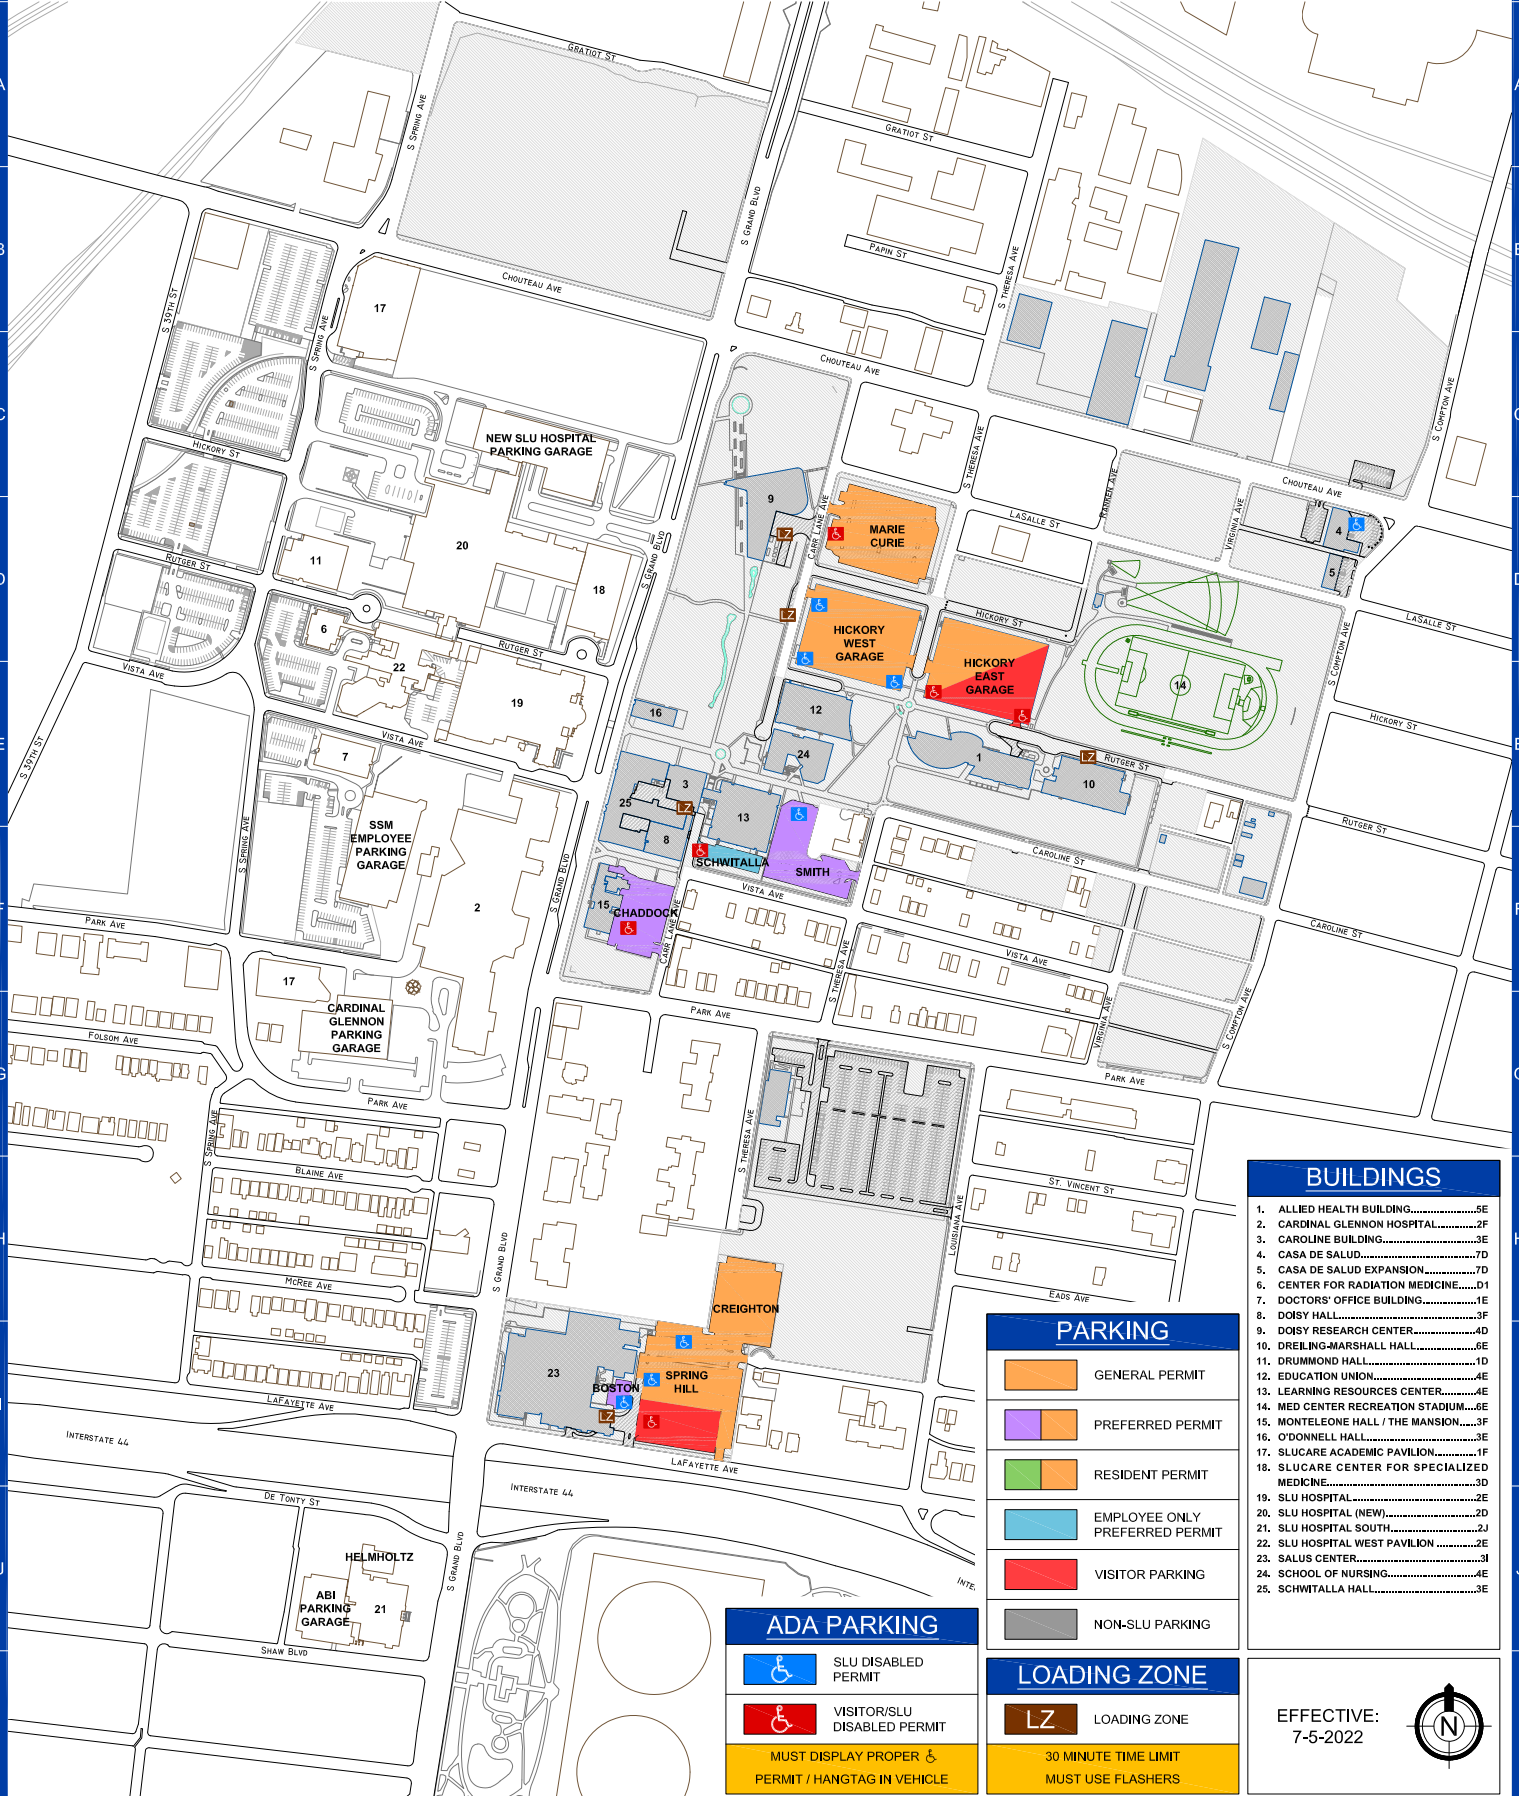 GRATIOT ST
A
A
S SPRING AVE
GRATIOT ST
S GRAND BLVD
B
PAPIN ST
S THERESA AVE
CHOUTEAU AVE
S 39TH ST
17
S SPRING AVE
CHOUTEAU AVE
C
S COMPTON AVE
NEW SLU HOSPITAL
PARKING GARAGE
HICKORY ST
S THERESA AVE
9
RANKEN AVE
CHOUTEAU AVE
CARR LANE AVE
LASALLE ST
VIRGINIA AVE
MARIE
CURIE
LZ
4
20
11
RUTGER ST
S GRAND BLVD
5
D
18
LZ
HICKORY ST
LASALLE ST
6
HICKORY
WEST
GARAGE
RUTGER ST
22
VISTA AVE
HICKORY
EAST
GARAGE
S COMPTON AVE
14
19
16
12
HICKORY ST
VISTA AVE
S 39TH ST
7
24
1
LZ
RUTGER ST
E
10
3
25
LZ
13
8
SSM
EMPLOYEE
PARKING
GARAGE
S SPRING AVE
RUTGER ST
CAROLINE ST
SCHWITALLA
SMITH
S GRAND BLVD
VISTA AVE
2
15
CHADDOCK
F
PARK AVE
CARR LANE AVE
CAROLINE ST
VISTA AVE
S THERESA AVE
17
CARDINAL
GLENNON
PARKING
GARAGE
PARK AVE
VIRGINIA AVE
S COMPTON AVE
FOLSOM AVE
G
PARK AVE
PARK AVE
S SPRING AVE
S THERESA AVE
BLAINE AVE
ST. VINCENT ST
LOUISIANA AVE
H
S GRAND BLVD
MCREE AVE
EADS AVE
CREIGHTON
23
BOSTON
SPRING
HILL
LZ
LAFAYETTE AVE
INTERSTATE 44
LAFAYETTE AVE
INTERSTATE 44
DE TONTY ST
S GRAND BLVD
HELMHOLTZ
J
ABI
PARKING
GARAGE
21
INTE
SHAW BLVD
BUILDINGS
1. ALLIED HEALTH BUILDING 5E
2. CARDINAL GLENNON HOSPITAL 2F
3. CAROLINE BUILDING 3E
4. CASA DE SALUD 7D
5. CASA DE SALUD EXPANSION 7D
6. CENTER FOR RADIATION MEDICINE D1
7. DOCTORS' OFFICE BUILDING 1E
8. DOISY HALL 3F
9. DOISY RESEARCH CENTER 4D
10. DREILING-MARSHALL HALL 6E
11. DRUMMOND HALL 1D
12. EDUCATION UNION 4E
13. LEARNING RESOURCES CENTER 4E
14. MED CENTER RECREATION STADIUM 6E
15. MONTELEONE HALL / THE MANSION 3F
16. O'DONNELL HALL 3E
17. SLUCARE ACADEMIC PAVILION 1F
18. SLUCARE CENTER FOR SPECIALIZED
MEDICINE 3D
19. SLU HOSPITAL 2E
20. SLU HOSPITAL (NEW) 2D
21. SLU HOSPITAL SOUTH 2J
22. SLU HOSPITAL WEST PAVILION 2E
23. SALUS CENTER 3I
24. SCHOOL OF NURSING 4E
25. SCHWITALLA HALL 3E
PARKING
GENERAL PERMIT
PREFERRED PERMIT
RESIDENT PERMIT
EMPLOYEE ONLY
PREFERRED PERMIT
VISITOR PARKING
NON-SLU PARKING
ADA PARKING
SLU DISABLED
PERMIT
VISITOR/SLU
DISABLED PERMIT
MUST DISPLAY PROPER
PERMIT / HANGTAG IN VEHICLE
LOADING ZONE
LZ LOADING ZONE
30 MINUTE TIME LIMIT
MUST USE FLASHERS
EFFECTIVE:
7-5-2022
N